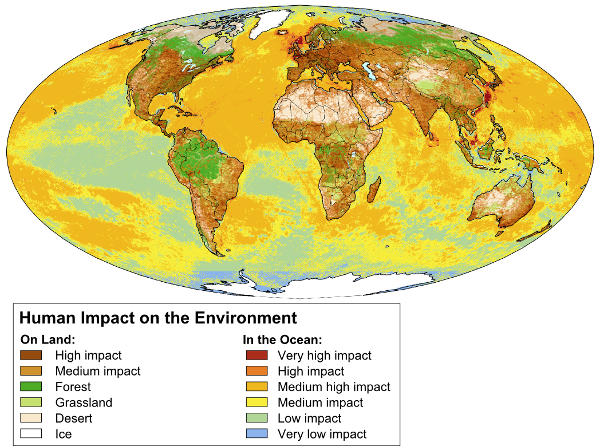 Human Impact on the Environment
On Land:
High impact
Medium impact
Forest
Grassland
Desert
Ice
In the Ocean:
Very high impact
High impact
Medium high impact
Medium impact
Low impact
Very low impact